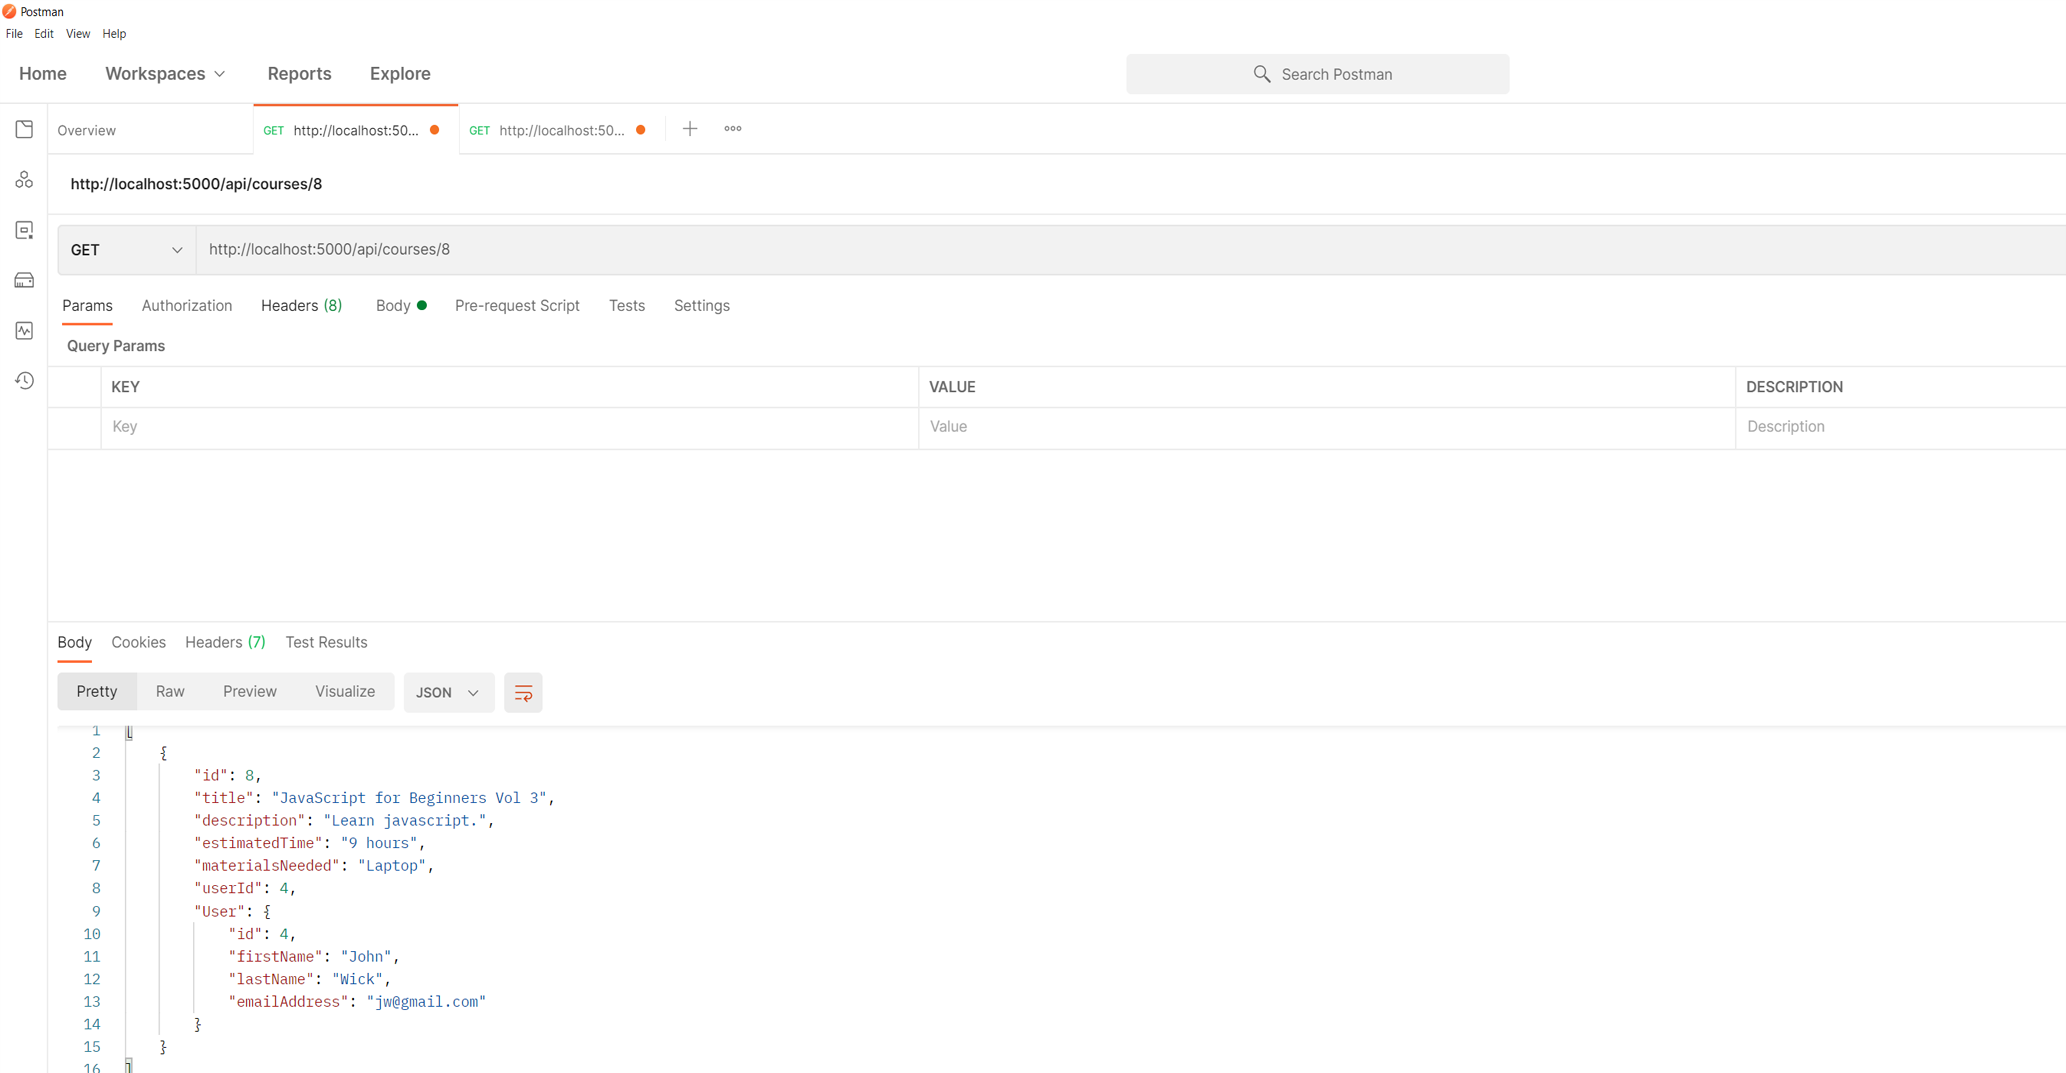 Postman
File Edit View Help
Home Workspaces Reports Explore Search Postman
Overview GET http://localhost:50... GET http://localhost:50...
http://localhost:5000/api/courses/8
GET http://localhost:5000/api/courses/8
Params Authorization Headers (8) Body Pre-request Script Tests Settings
Query Params
KEY VALUE DESCRIPTION
Key Value Description
Body Cookies Headers (7) Test Results
Pretty Raw Preview Visualize JSON
1 [
2 {
3 "id": 8,
4 "title": "JavaScript for Beginners Vol 3",
5 "description": "Learn javascript.",
6 "estimatedTime": "9 hours",
7 "materialsNeeded": "Laptop",
8 "userId": 4,
9 "User": {
10 "id": 4,
11 "firstName": "John",
12 "lastName": "Wick",
13 "emailAddress": "jw@gmail.com"
14 }
15 }
16 ]